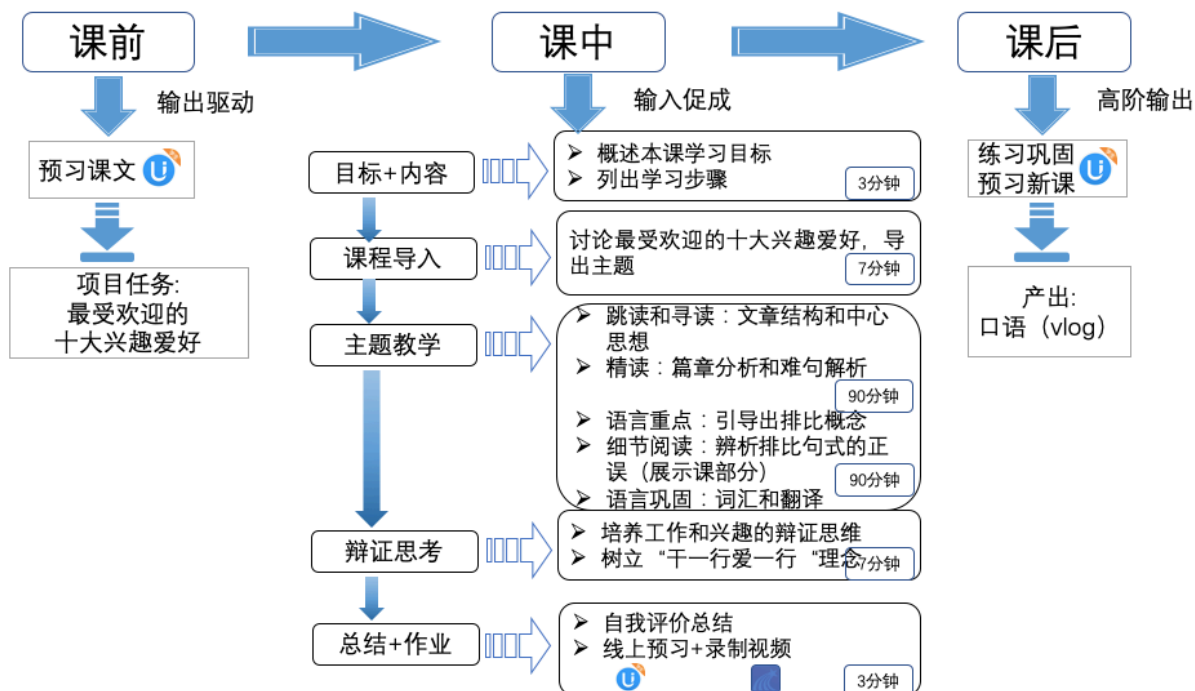 课前
课中
课后
输出驱动
输入促成
高阶输出
预习课文
项目任务:
最受欢迎的
十大兴趣爱好
目标+内容
➢ 概述本课学习目标
➢ 列出学习步骤
3分钟
课程导入
讨论最受欢迎的十大兴趣爱好，导
出主题
7分钟
主题教学
➢ 跳读和寻读：文章结构和中心
思想
➢ 精读：篇章分析和难句解析
90分钟
➢ 语言重点：引导出排比概念
➢ 细节阅读：辨析排比句式的正
误（展示课部分）
90分钟
➢ 语言巩固：词汇和翻译
辩证思考
➢ 培养工作和兴趣的辩证思维
➢ 树立“干一行爱一行“理念
7分钟
总结+作业
➢ 自我评价总结
➢ 线上预习+录制视频
U
3分钟
练习巩固
预习新课
产出:
口语（vlog）